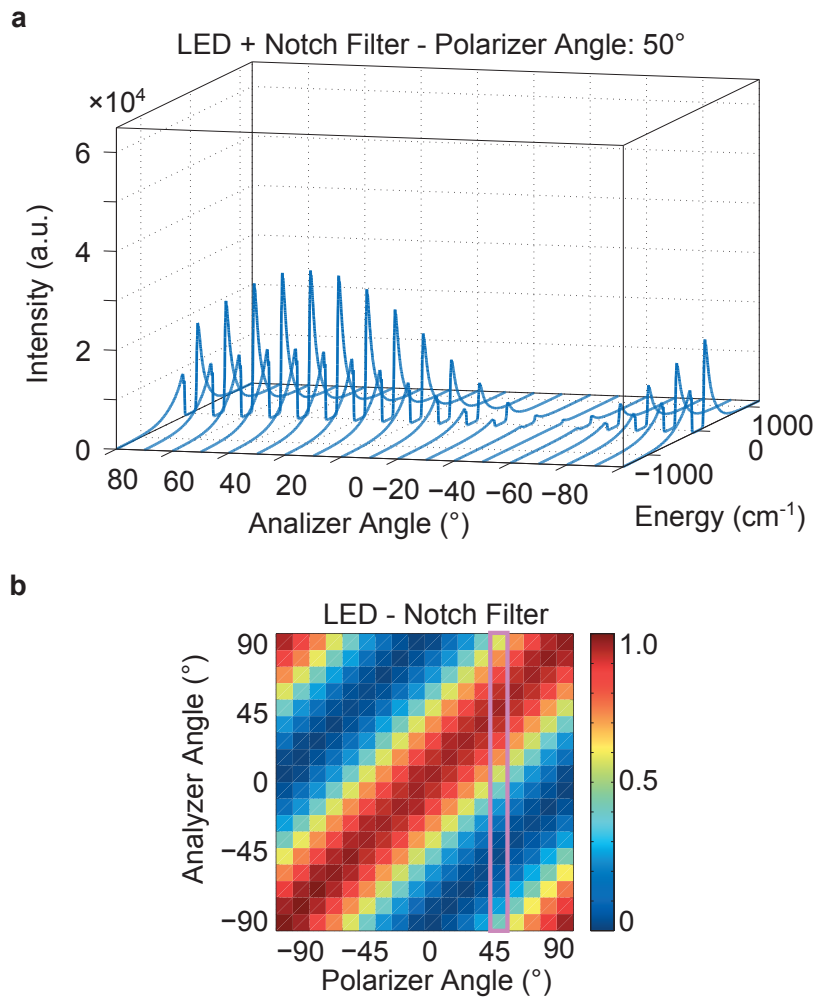 a
LED + Notch Filter - Polarizer Angle: 50°
×10⁴
6
4
2
0
Intensity (a.u.)
80 60 40 20 0 −20 −40 −60 −80
Analizer Angle (°)
−1000 0 1000
Energy (cm⁻¹)
b
LED - Notch Filter
90
45
0
−45
−90
Analyzer Angle (°)
−90 −45 0 45 90
Polarizer Angle (°)
1.0
0.5
0